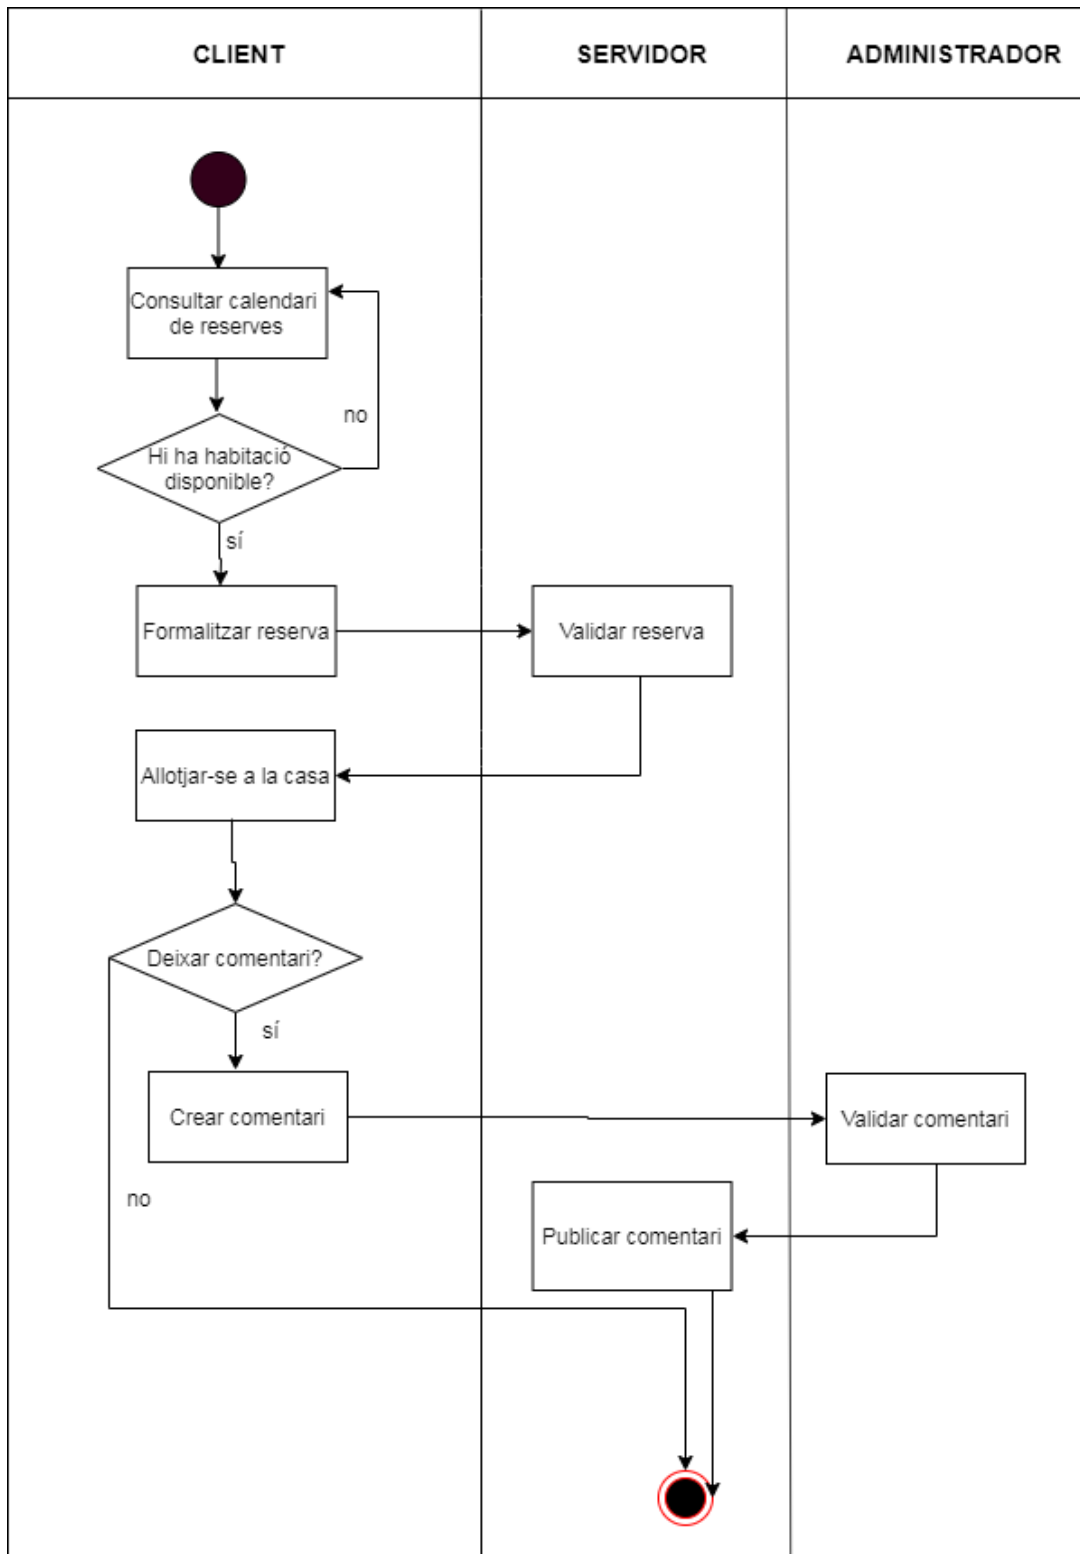 CLIENT
SERVIDOR
ADMINISTRADOR
Consultar calendari
de reserves
no
Hi ha habitació
disponible?
sí
Formalitzar reserva
Validar reserva
Allotjar-se a la casa
Deixar comentari?
sí
Crear comentari
Validar comentari
no
Publicar comentari